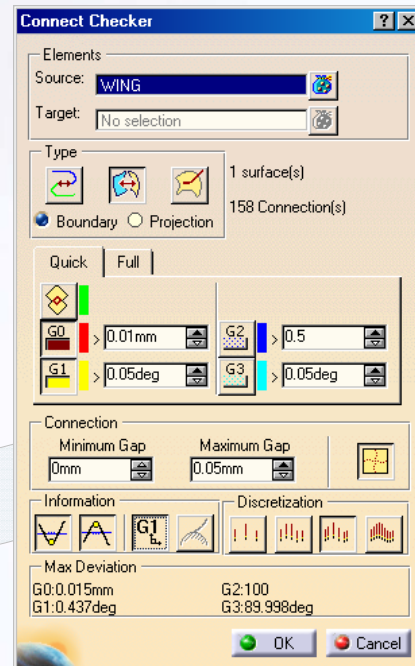 Connect Checker
Elements
Source: WING
Target: No selection
Type
1 surface(s)
158 Connection(s)
Boundary Projection
Quick Full
G0 > 0.01mm G2 > 0.5
G1 > 0.05deg G3 > 0.05deg
Connection
Minimum Gap Maximum Gap
0mm 0.05mm
Information Discretization
G1
Max Deviation
G0:0.015mm G2:100
G1:0.437deg G3:89.998deg
OK Cancel